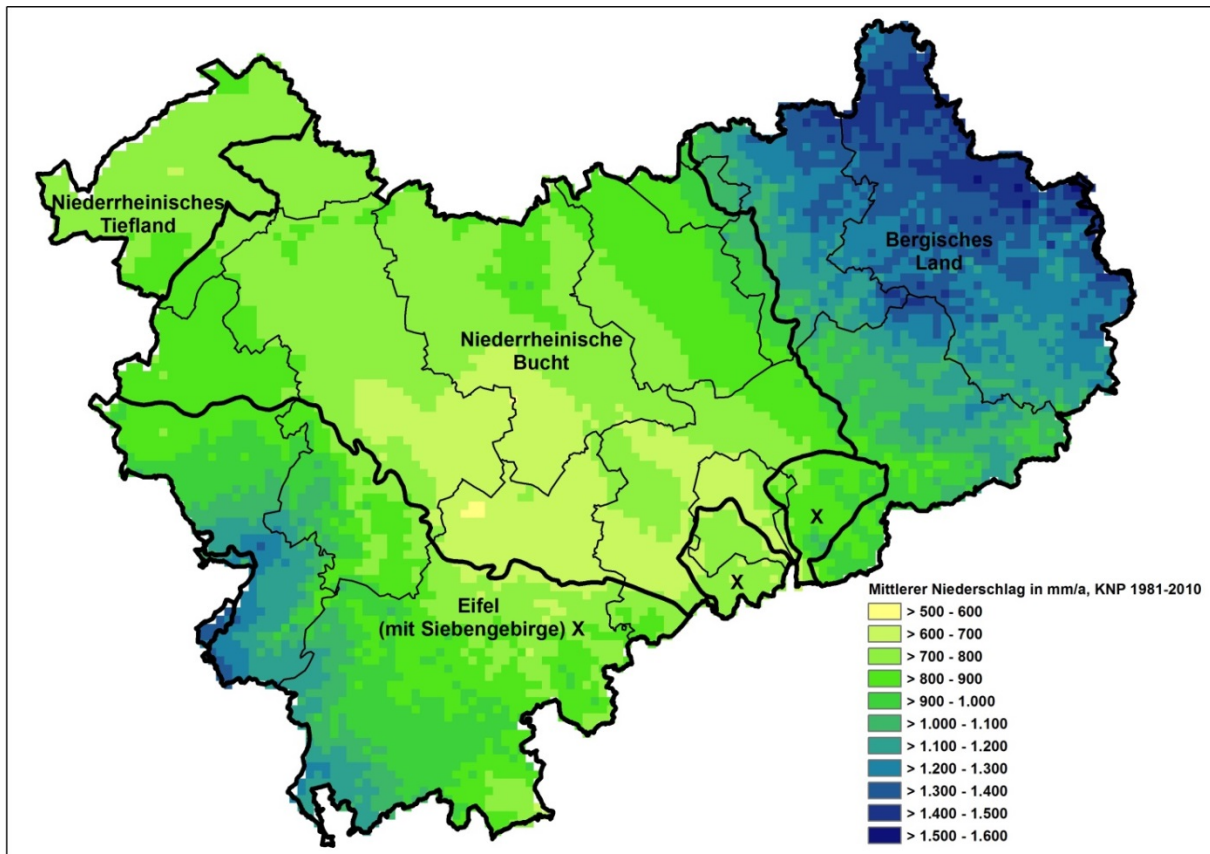 Niederrheinisches
Tiefland
Bergisches
Land
Niederrheinische
Bucht
X
X
Eifel
(mit Siebengebirge) X
Mittlerer Niederschlag in mm/a, KNP 1981-2010
> 500 - 600
> 600 - 700
> 700 - 800
> 800 - 900
> 900 - 1.000
> 1.000 - 1.100
> 1.100 - 1.200
> 1.200 - 1.300
> 1.300 - 1.400
> 1.400 - 1.500
> 1.500 - 1.600